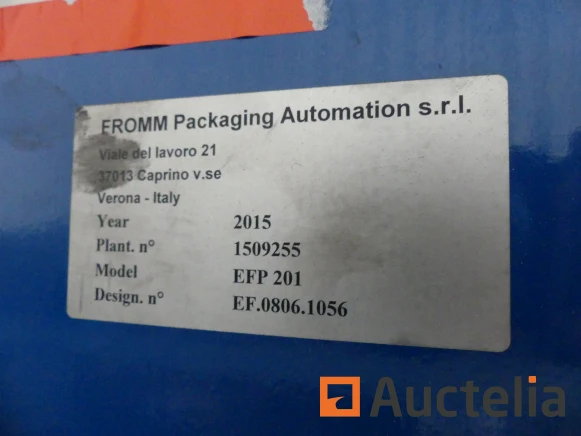 FROMM Packaging Automation s.r.l.
Viale del lavoro 21
37013 Caprino v.se
Verona - Italy
Year 2015
Plant. n° 1509255
Model EFP 201
Design. n° EF.0806.1056
Auctelia